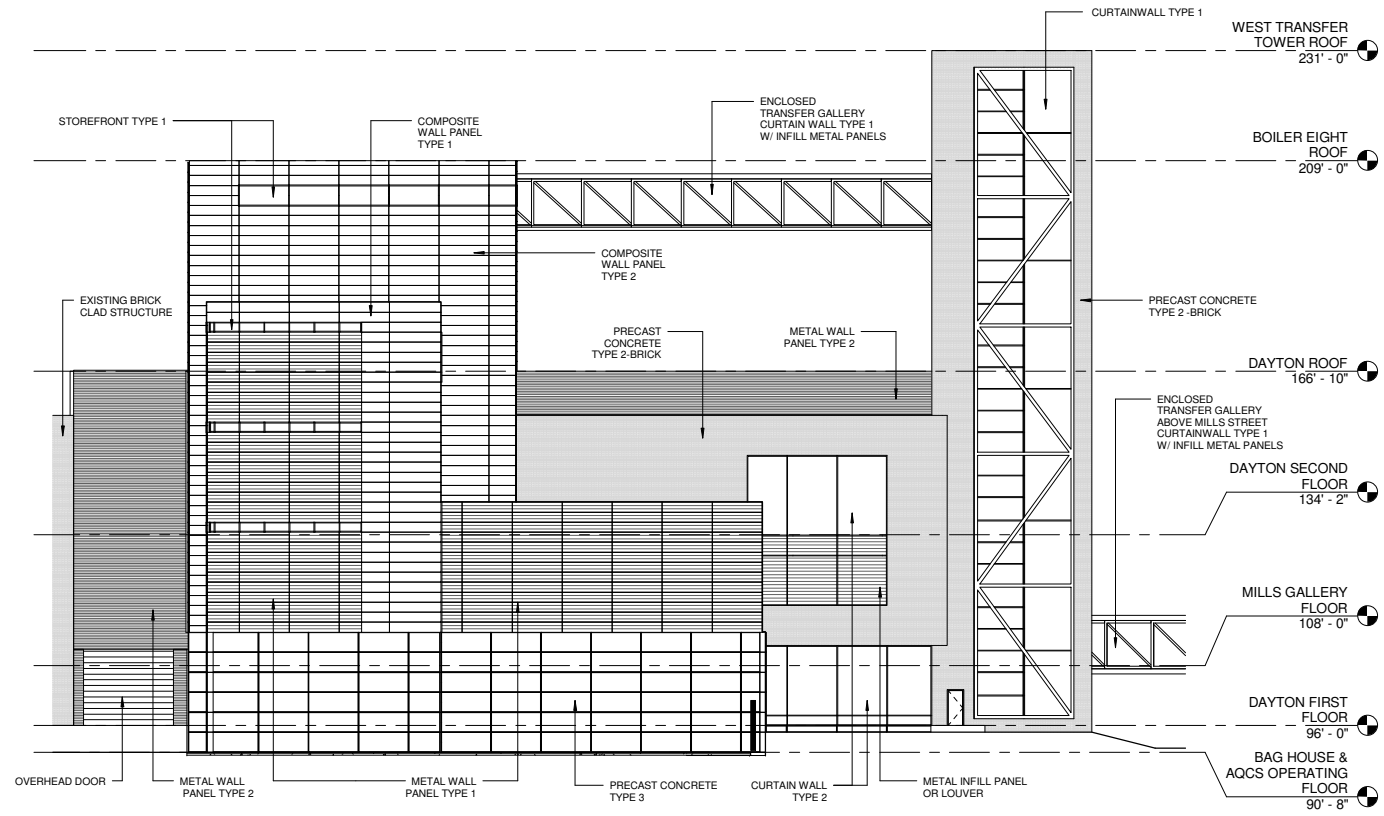 CURTAINWALL TYPE 1
WEST TRANSFER
TOWER ROOF
231' - 0"
STOREFRONT TYPE 1
COMPOSITE
WALL PANEL
TYPE 1
ENCLOSED
TRANSFER GALLERY
CURTAIN WALL TYPE 1
W/ INFILL METAL PANELS
BOILER EIGHT
ROOF
209' - 0"
COMPOSITE
WALL PANEL
TYPE 2
EXISTING BRICK
CLAD STRUCTURE
PRECAST CONCRETE
TYPE 2 -BRICK
PRECAST
CONCRETE
TYPE 2-BRICK
METAL WALL
PANEL TYPE 2
DAYTON ROOF
166' - 10"
ENCLOSED
TRANSFER GALLERY
ABOVE MILLS STREET
CURTAINWALL TYPE 1
W/ INFILL METAL PANELS
DAYTON SECOND
FLOOR
134' - 2"
MILLS GALLERY
FLOOR
108' - 0"
DAYTON FIRST
FLOOR
96' - 0"
BAG HOUSE &
AQCS OPERATING
FLOOR
90' - 8"
OVERHEAD DOOR
METAL WALL
PANEL TYPE 2
METAL WALL
PANEL TYPE 1
PRECAST CONCRETE
TYPE 3
CURTAIN WALL
TYPE 2
METAL INFILL PANEL
OR LOUVER